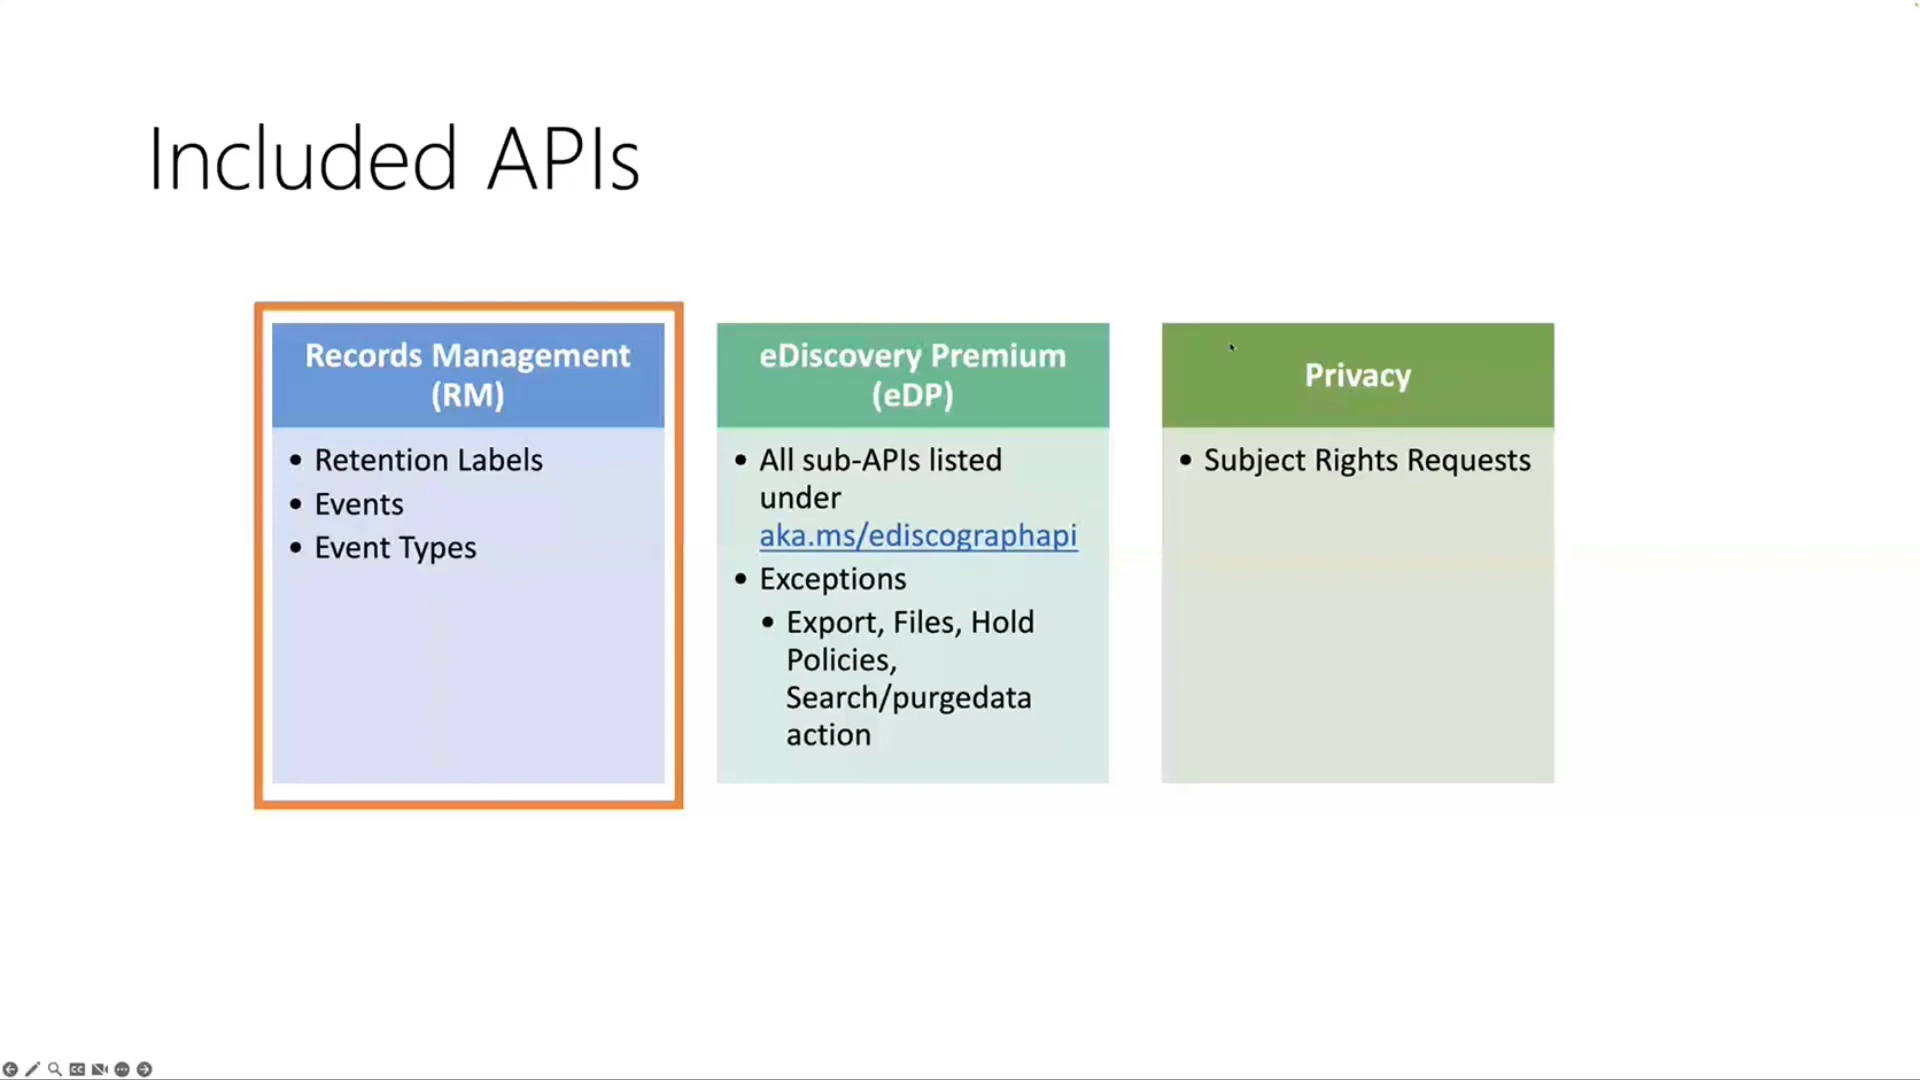 Included APIs
Records Management
(RM)
• Retention Labels
• Events
• Event Types
eDiscovery Premium
(eDP)
• All sub-APIs listed
under
aka.ms/ediscographapi
• Exceptions
• Export, Files, Hold
Policies,
Search/purgedata
action
Privacy
• Subject Rights Requests